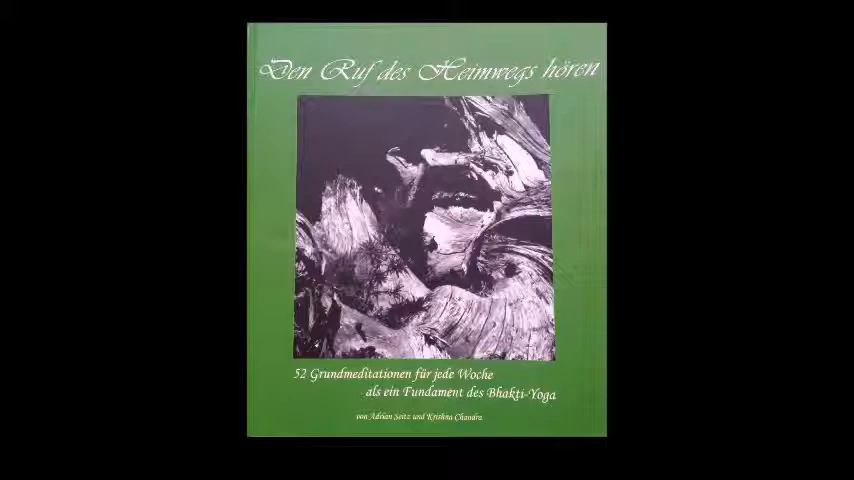 Den Ruf des Heimwegs hören
52 Grundmeditationen für jede Woche
als ein Fundament des Bhakti-Yoga
von Adrian Seitz und Krishna Chandra